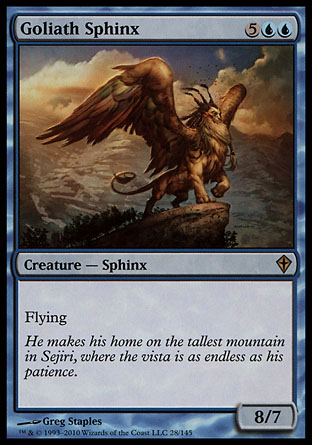 Goliath Sphinx 5
Creature — Sphinx
Flying
He makes his home on the tallest mountain
in Sejiri, where the vista is as endless as his
patience.
Greg Staples
™ & © 1993–2010 Wizards of the Coast LLC 28/145
8/7